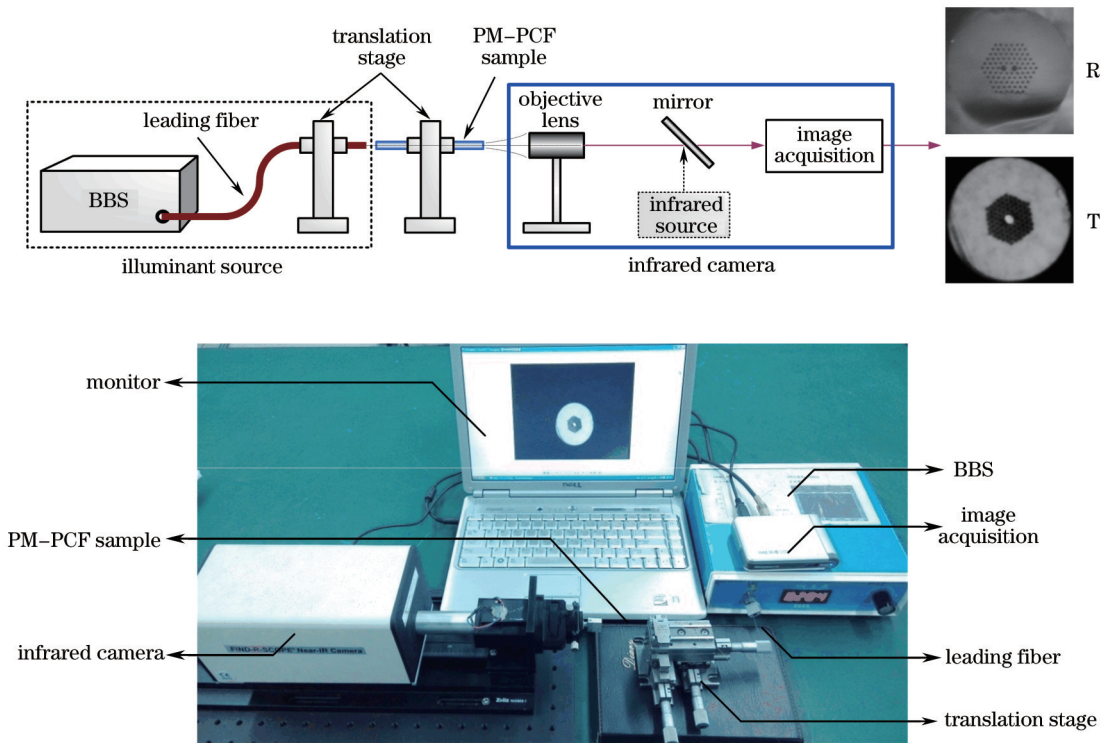 translation
stage
PM-PCF
sample
leading fiber
objective
lens
mirror
image
acquisition
R
BBS
infrared
source
T
illuminant source
infrared camera
monitor
DELL
BBS
image
acquisition
PM-PCF sample
infrared camera
FIND-R-SCOPE Near-IR Camera
leading fiber
translation stage